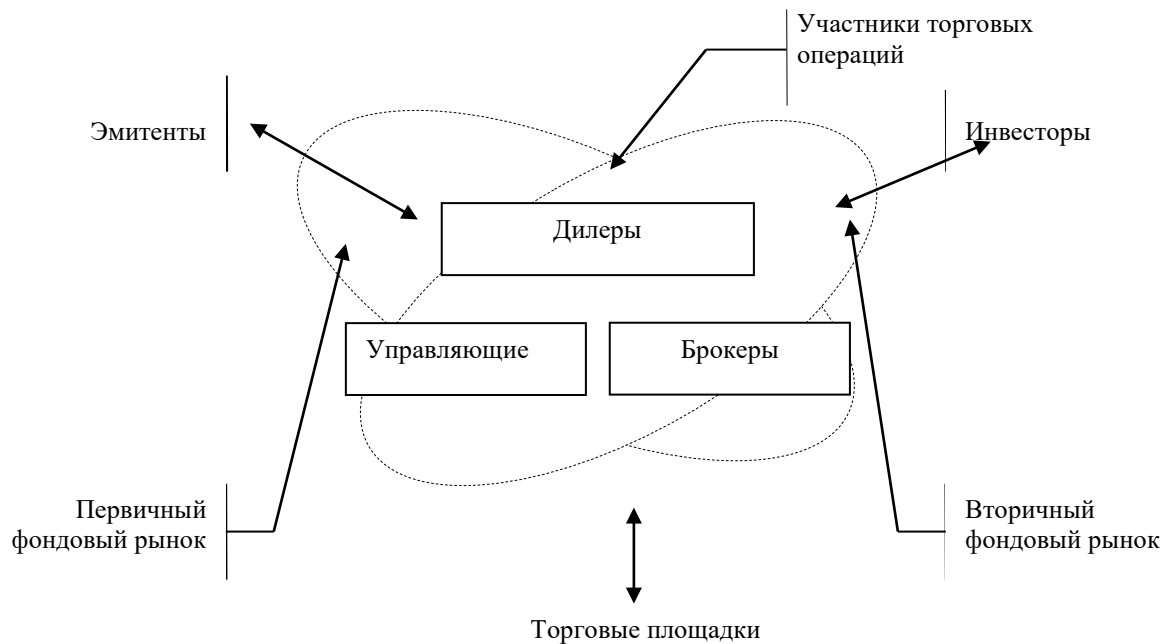 Участники торговых
операций
Эмитенты
Инвесторы
Дилеры
Управляющие
Брокеры
Первичный
фондовый рынок
Вторичный
фондовый рынок
Торговые площадки